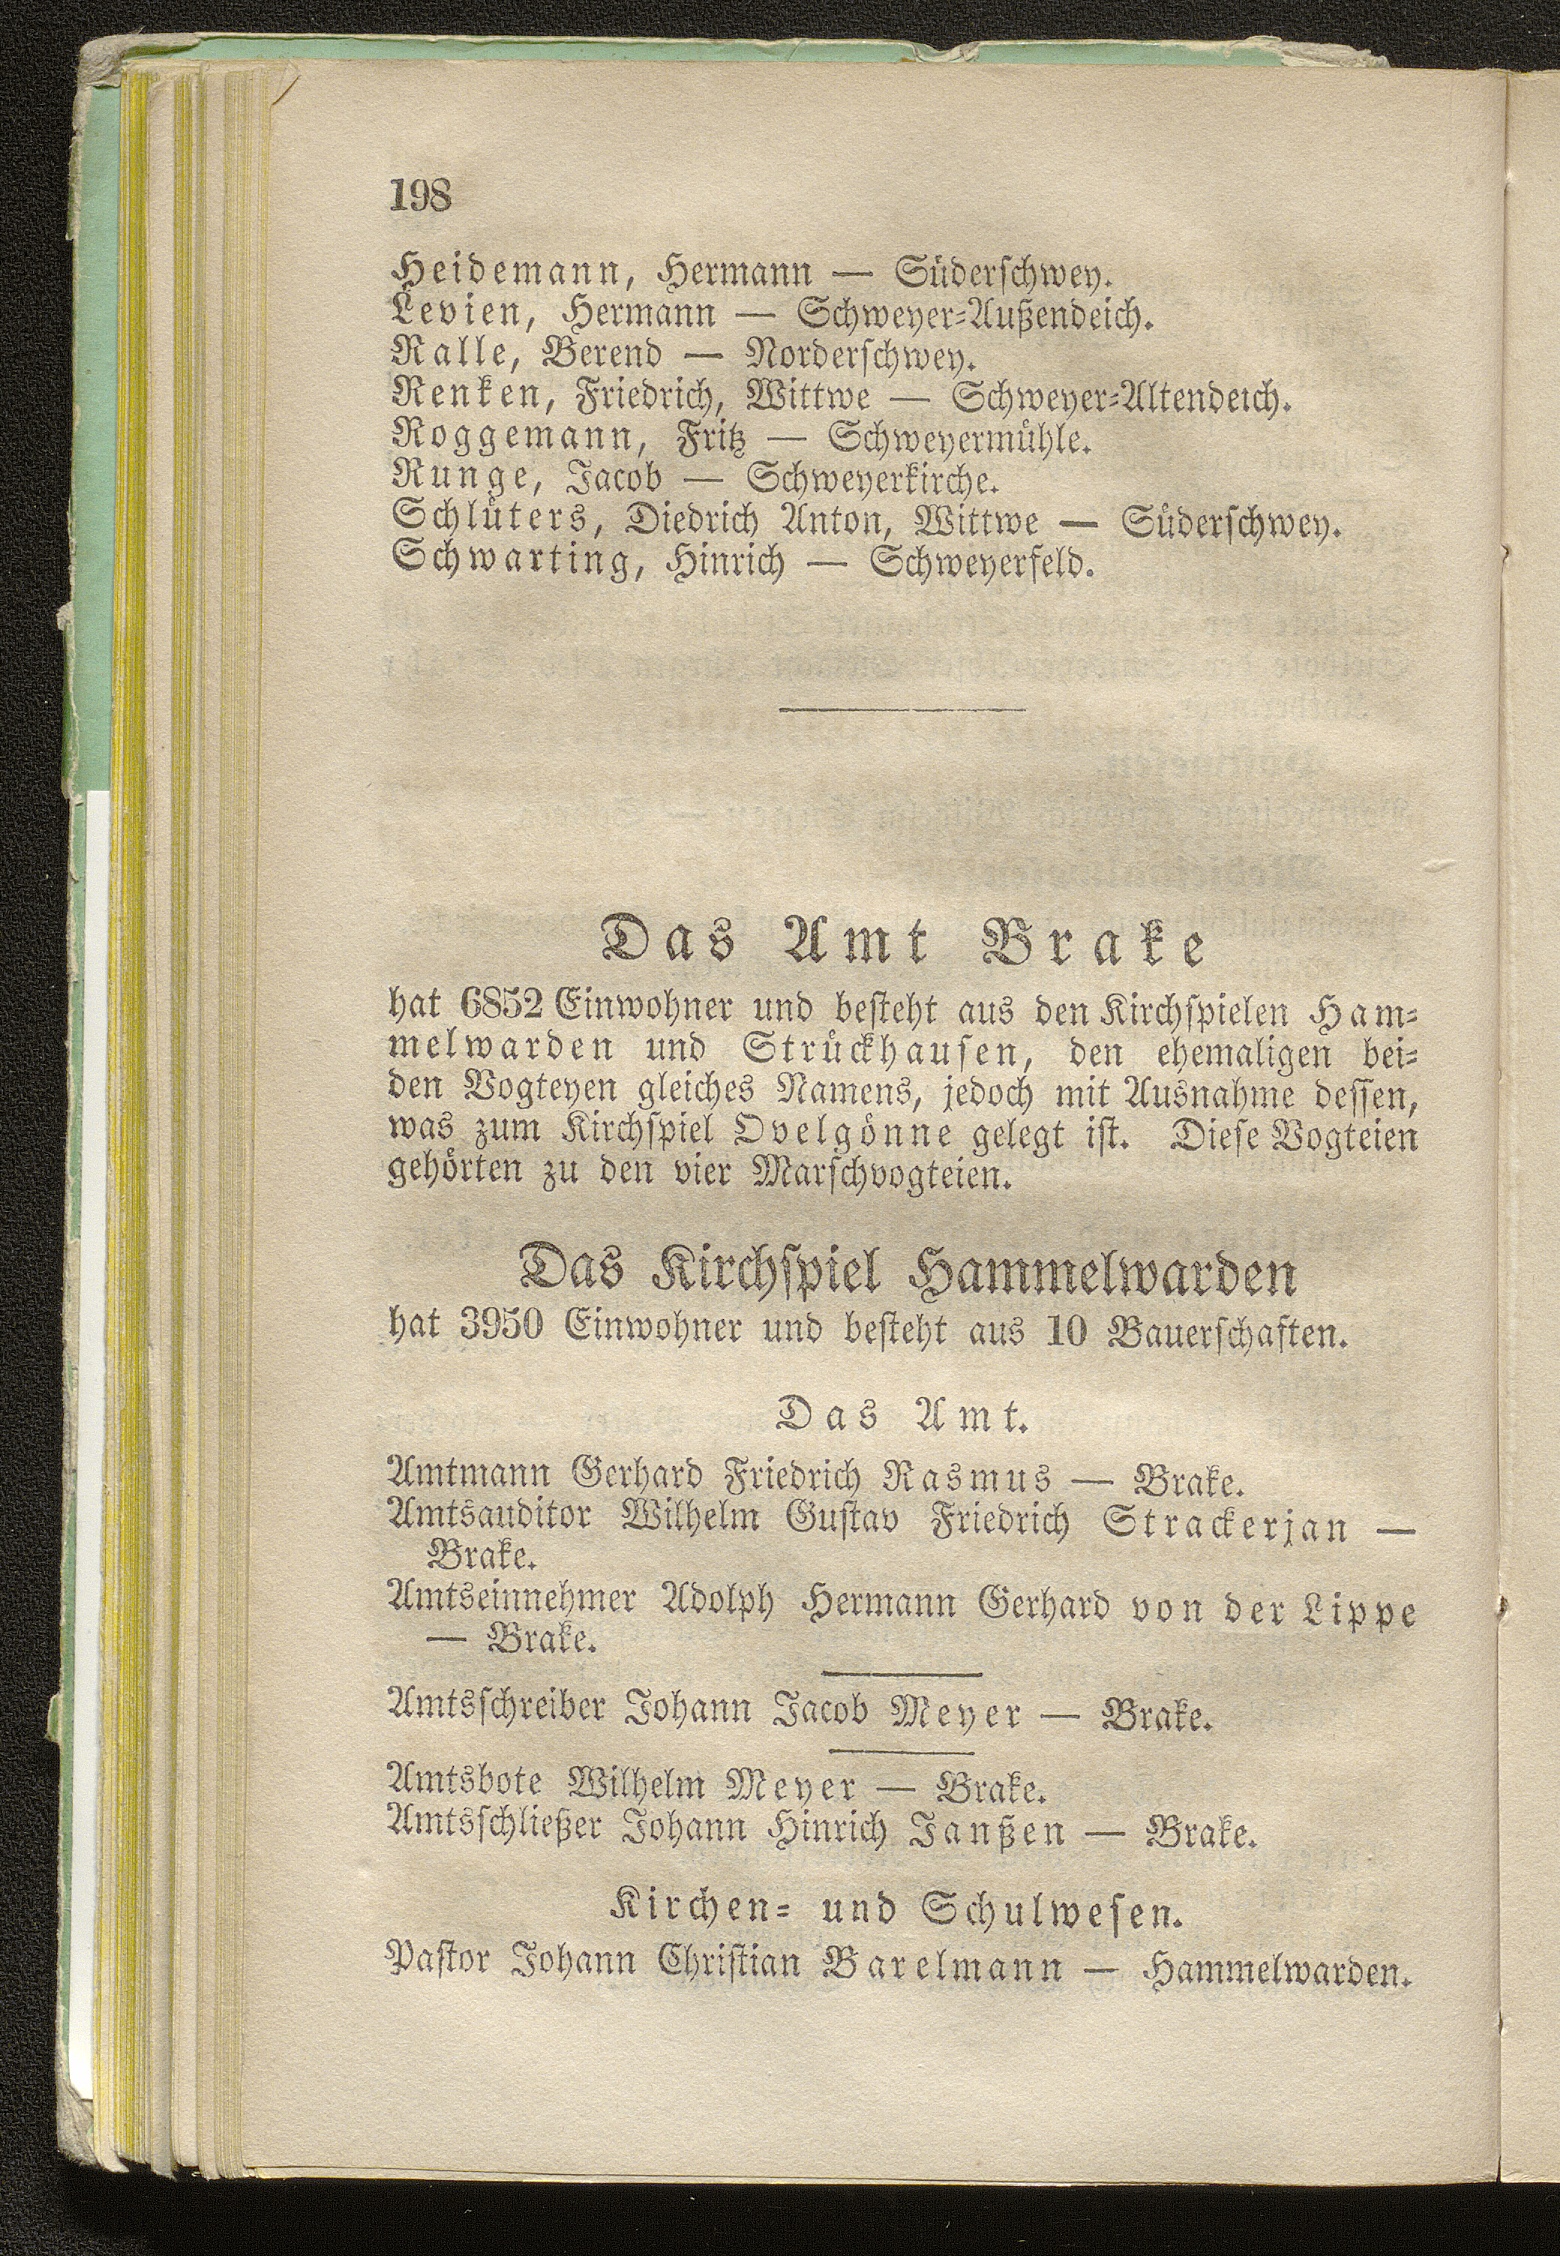 198
Heidemann, Hermann — Süderschwey.
Levien, Hermann — Schweyer-Außendeich.
Ralle, Berend — Norderschwey.
Renken, Friedrich, Wittwe — Schweyer-Altendeich.
Roggemann, Fritz — Schweyermühle.
Runge, Jacob — Schweyerkirche.
Schlüters, Diedrich Anton, Wittwe — Süderschwey.
Schwarting, Hinrich — Schweyerfeld.
Das Amt Brake
hat 6852 Einwohner und besteht aus den Kirchspielen Ham-
melwarden und Strückhausen, den ehemaligen bei-
den Vogteyen gleiches Namens, jedoch mit Ausnahme dessen,
was zum Kirchspiel Ovelgönne gelegt ist. Diese Vogteien
gehörten zu den vier Marschvogteien.
Das Kirchspiel Hammelwarden
hat 3950 Einwohner und besteht aus 10 Bauerschaften.
Das Amt.
Amtmann Gerhard Friedrich Rasmus — Brake.
Amtsauditor Wilhelm Gustav Friedrich Strackerjan —
Brake.
Amtseinnehmer Adolph Hermann Gerhard von der Lippe
— Brake.
Amtsschreiber Johann Jacob Meyer — Brake.
Amtsbote Wilhelm Meyer — Brake.
Amtsschließer Johann Hinrich Janßen — Brake.
Kirchen- und Schulwesen.
Pastor Johann Christian Barelmann — Hammelwarden.